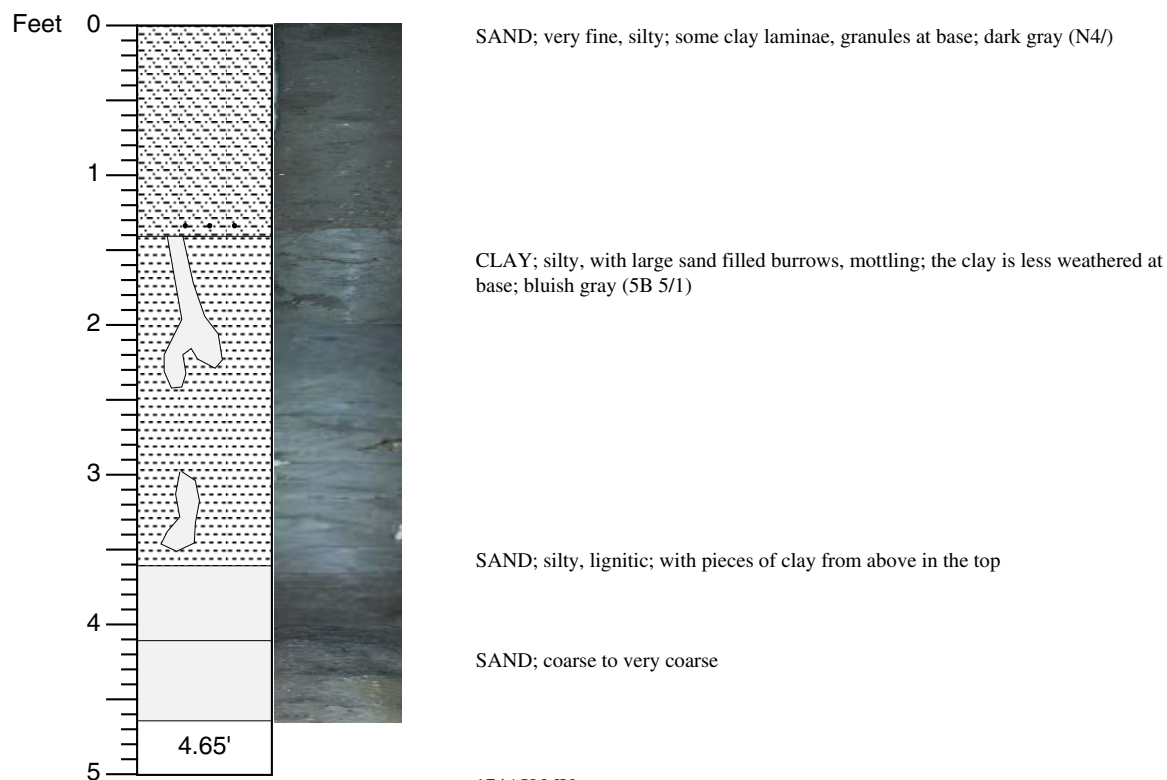 Feet 0
SAND; very fine, silty; some clay laminae, granules at base; dark gray (N4/)
1
CLAY; silty, with large sand filled burrows, mottling; the clay is less weathered at
base; bluish gray (5B 5/1)
2
3
SAND; silty, lignitic; with pieces of clay from above in the top
4
SAND; coarse to very coarse
4.65'
5